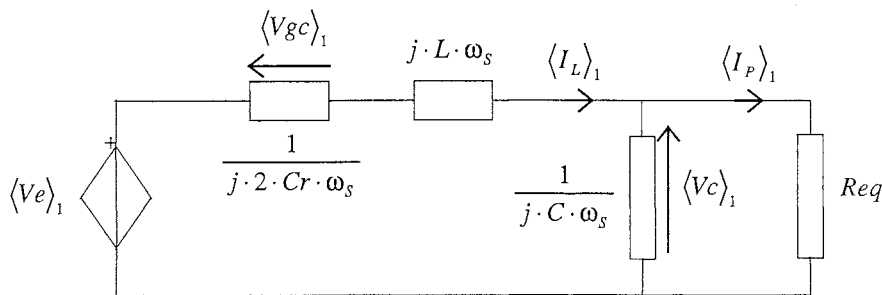 ⟨Vgc⟩₁
j · L · ω_S
⟨I_L⟩₁
⟨I_P⟩₁
1 / (j · 2 · Cr · ω_S)
+
⟨Ve⟩₁
1 / (j · C · ω_S)
⟨Vc⟩₁
Req